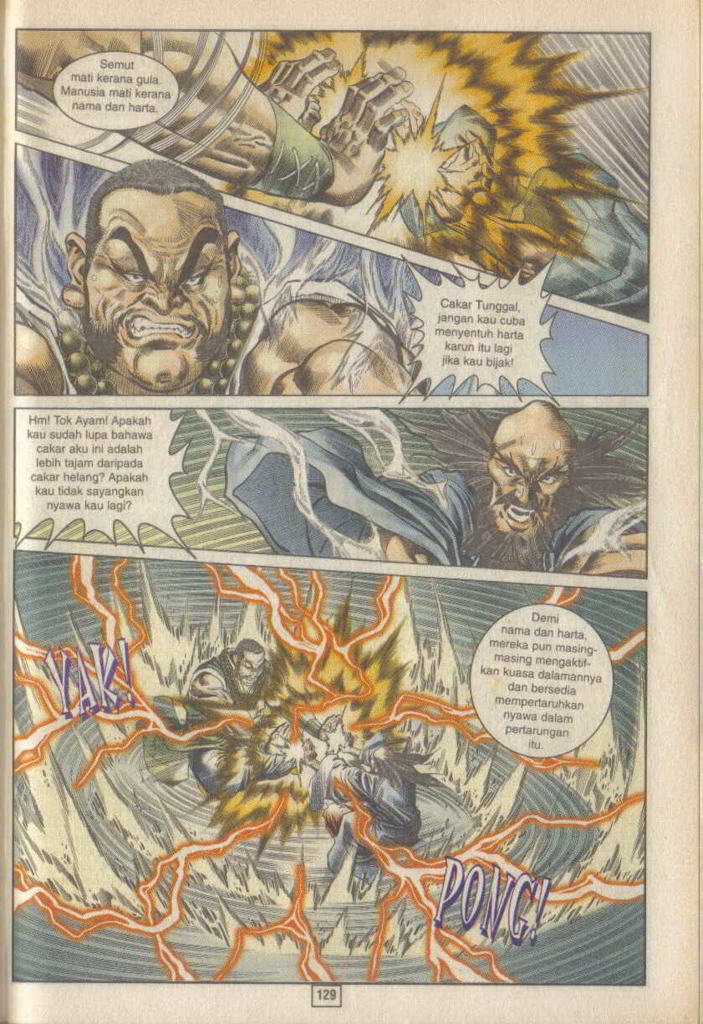 Semut
mati kerana gula.
Manusia mati kerana
nama dan harta.
Cakar Tunggal,
jangan kau cuba
menyentuh harta
karun itu lagi
jika kau bijak!
Hm! Tok Ayam! Apakah
kau sudah lupa bahawa
cakar aku ini adalah
lebih tajam daripada
cakar helang? Apakah
kau tidak sayangkan
nyawa kau lagi?
Demi
nama dan harta,
mereka pun masing-
masing mengaktif-
kan kuasa dalamannya
dan bersedia
mempertaruhkan
nyawa dalam
pertarungan
itu.
YAK!
PONG!
129